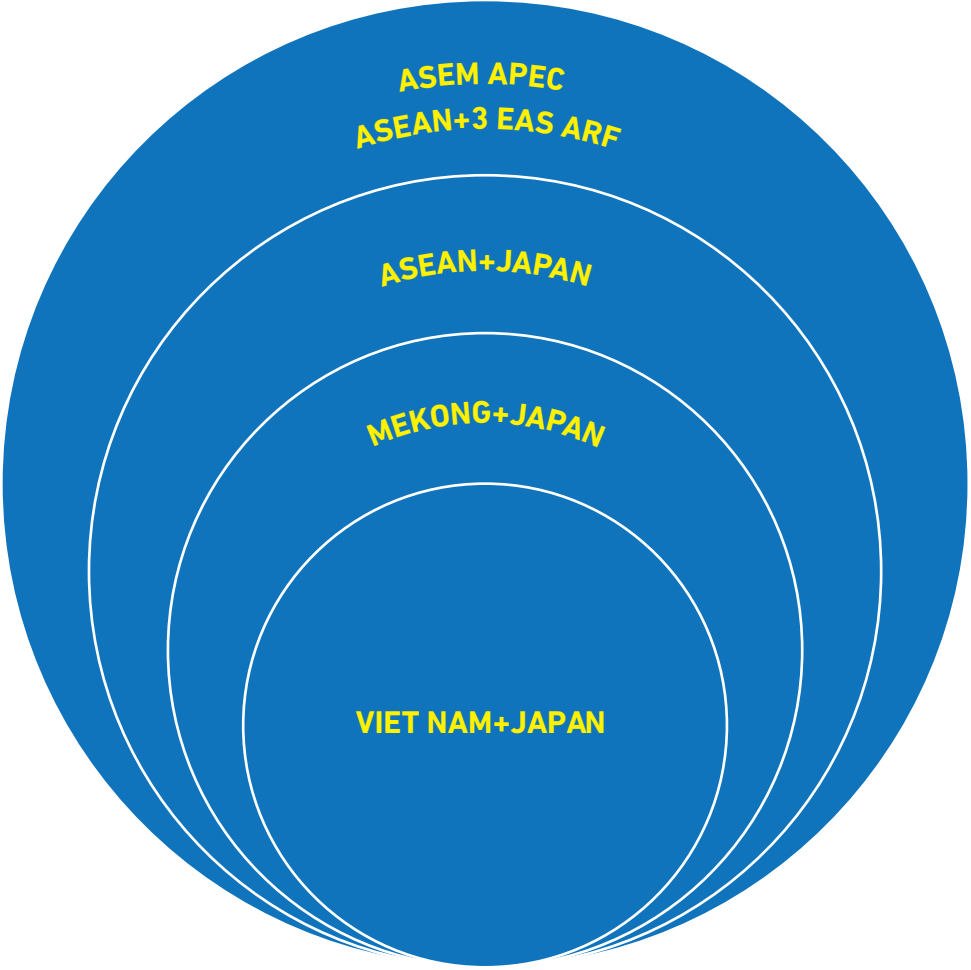 ASEM APEC
ASEAN+3 EAS ARF
ASEAN+JAPAN
MEKONG+JAPAN
VIET NAM+JAPAN